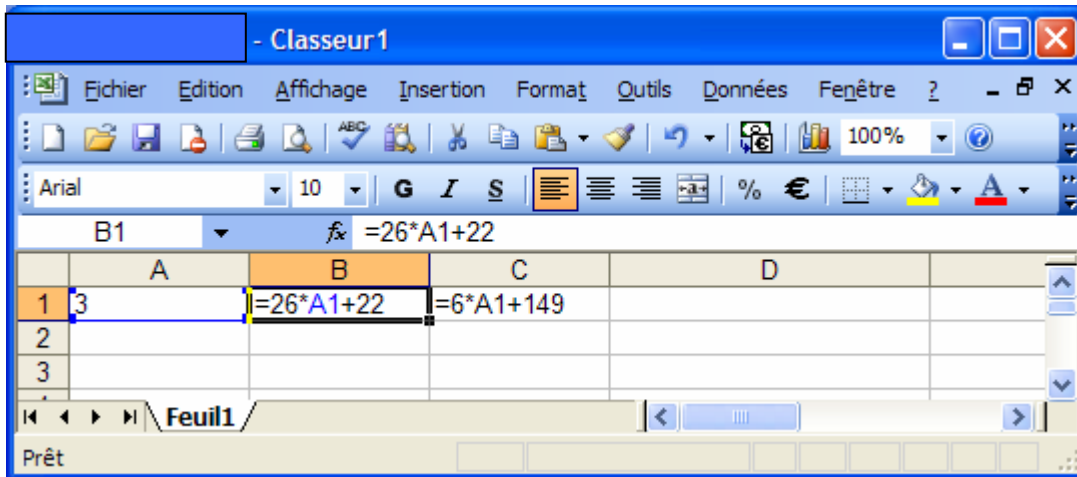 - Classeur1
Fichier Edition Affichage Insertion Format Outils Données Fenêtre ?
ABC 100% ?
Arial 10 G I S % € A
B1 fx =26*A1+22
A B C D
1 3 =26*A1+22 =6*A1+149
2
3
Feuil1
Prêt